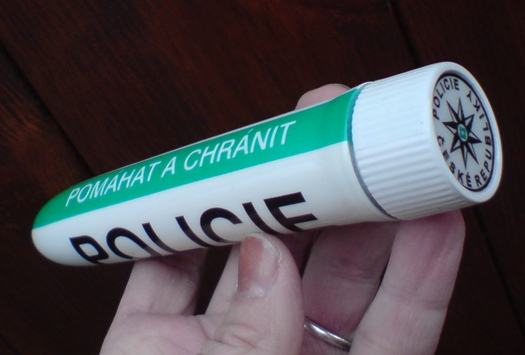 POMAHAT A CHRÁNIT
POLICIE
POLICIE
ČESKÉ REPUBLIKY